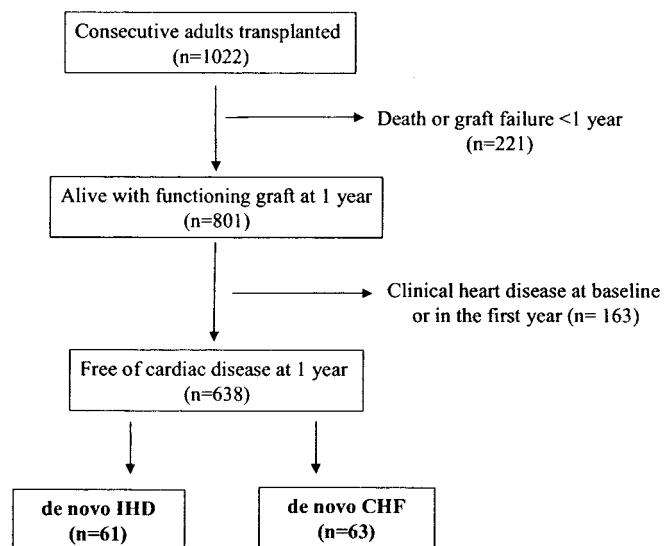 Consecutive adults transplanted
(n=1022)
Death or graft failure <1 year
(n=221)
Alive with functioning graft at 1 year
(n=801)
Clinical heart disease at baseline
or in the first year (n= 163)
Free of cardiac disease at 1 year
(n=638)
de novo IHD
(n=61)
de novo CHF
(n=63)